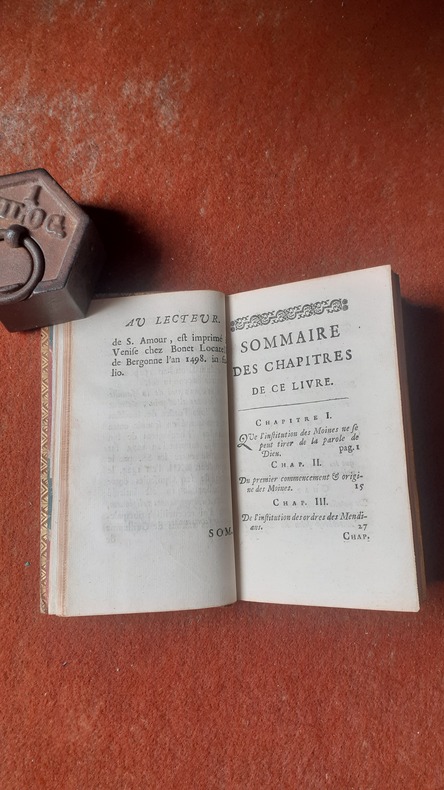 1
AU LECTEUR.
de S. Amour, est imprimé
Venise chez Bonet
de Bergonne l'an 1498. in
lio.
SOM
SOMMAIRE
DES CHAPITRES
DE CE LIVRE.
CHAPITRE I.
QUe l'institution des Moines ne se
peut tirer de la parole de
Dieu. pag. 1
CHAP. II.
Du premier commencement & origi-
ne des Moines. 15
CHAP. III.
De l'institution des ordres des Mendi-
ans. 27
CHAP.